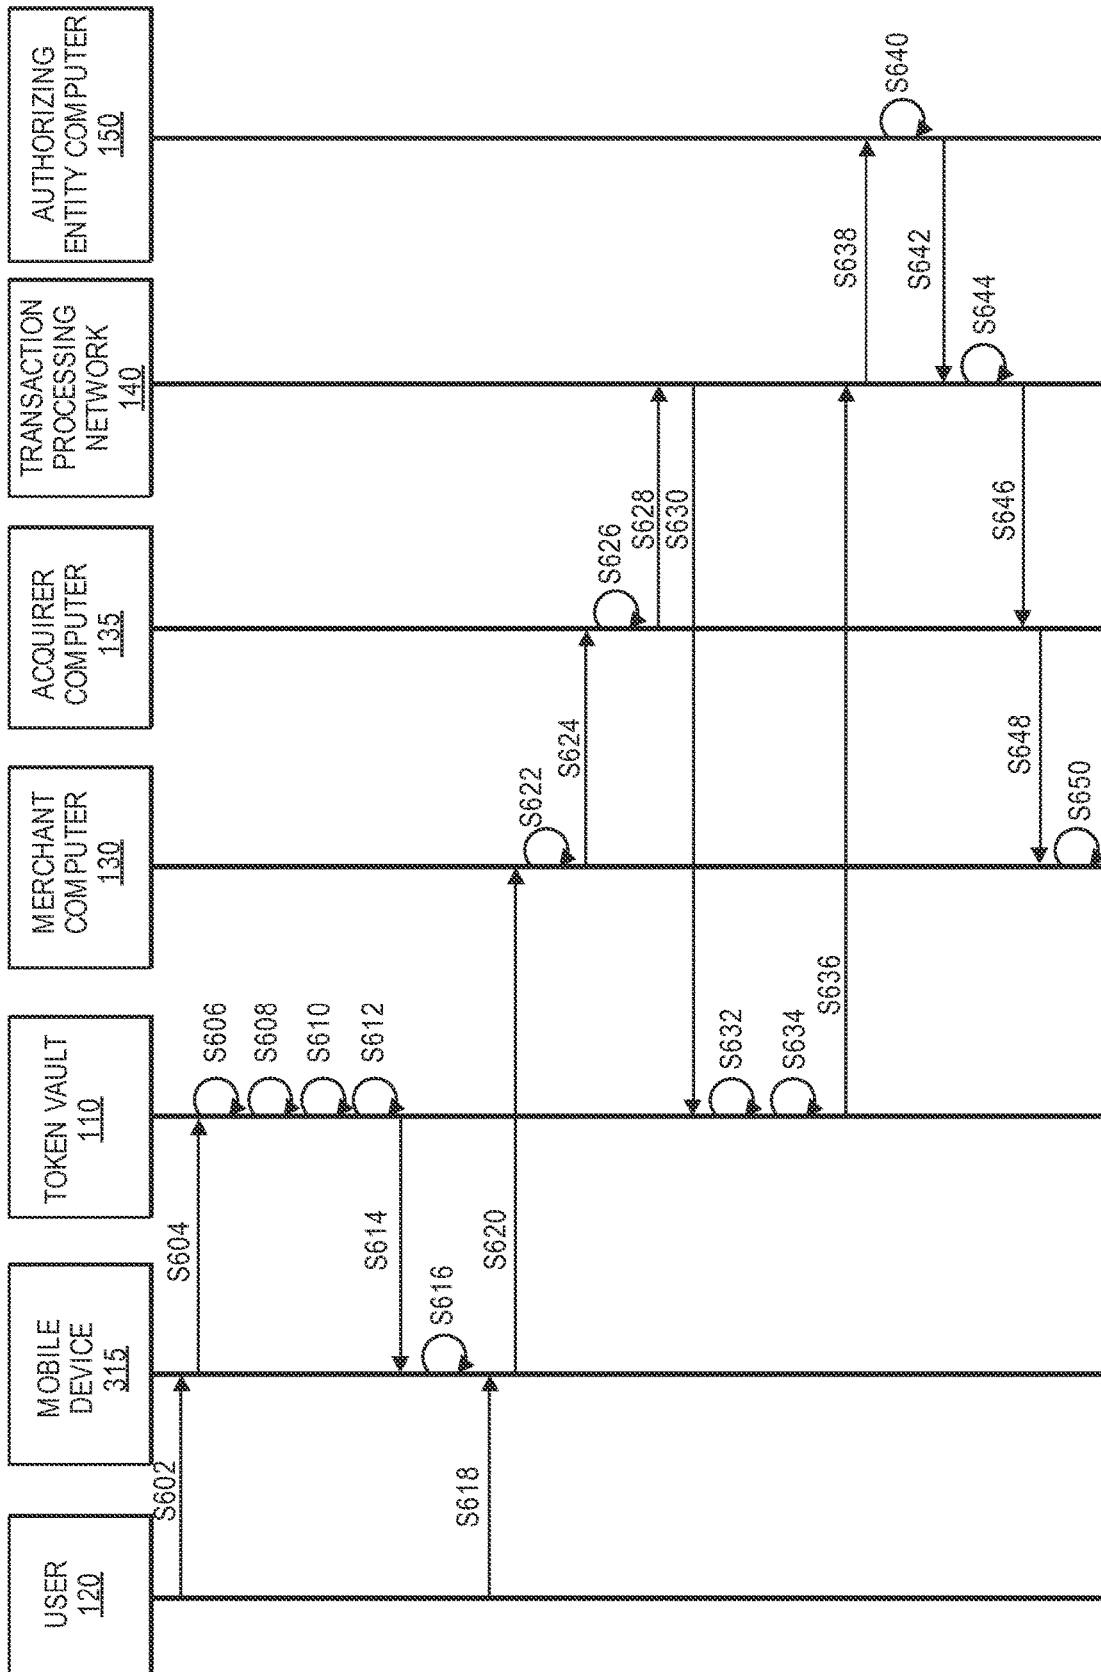 USER
120
MOBILE
DEVICE
315
TOKEN VAULT
110
MERCHANT
COMPUTER
130
ACQUIRER
COMPUTER
135
TRANSACTION
PROCESSING
NETWORK
140
AUTHORIZING
ENTITY COMPUTER
150
S602
S604
S606
S608
S610
S612
S614
S616
S618
S620
S622
S624
S626
S628
S630
S632
S634
S636
S638
S640
S642
S644
S646
S648
S650